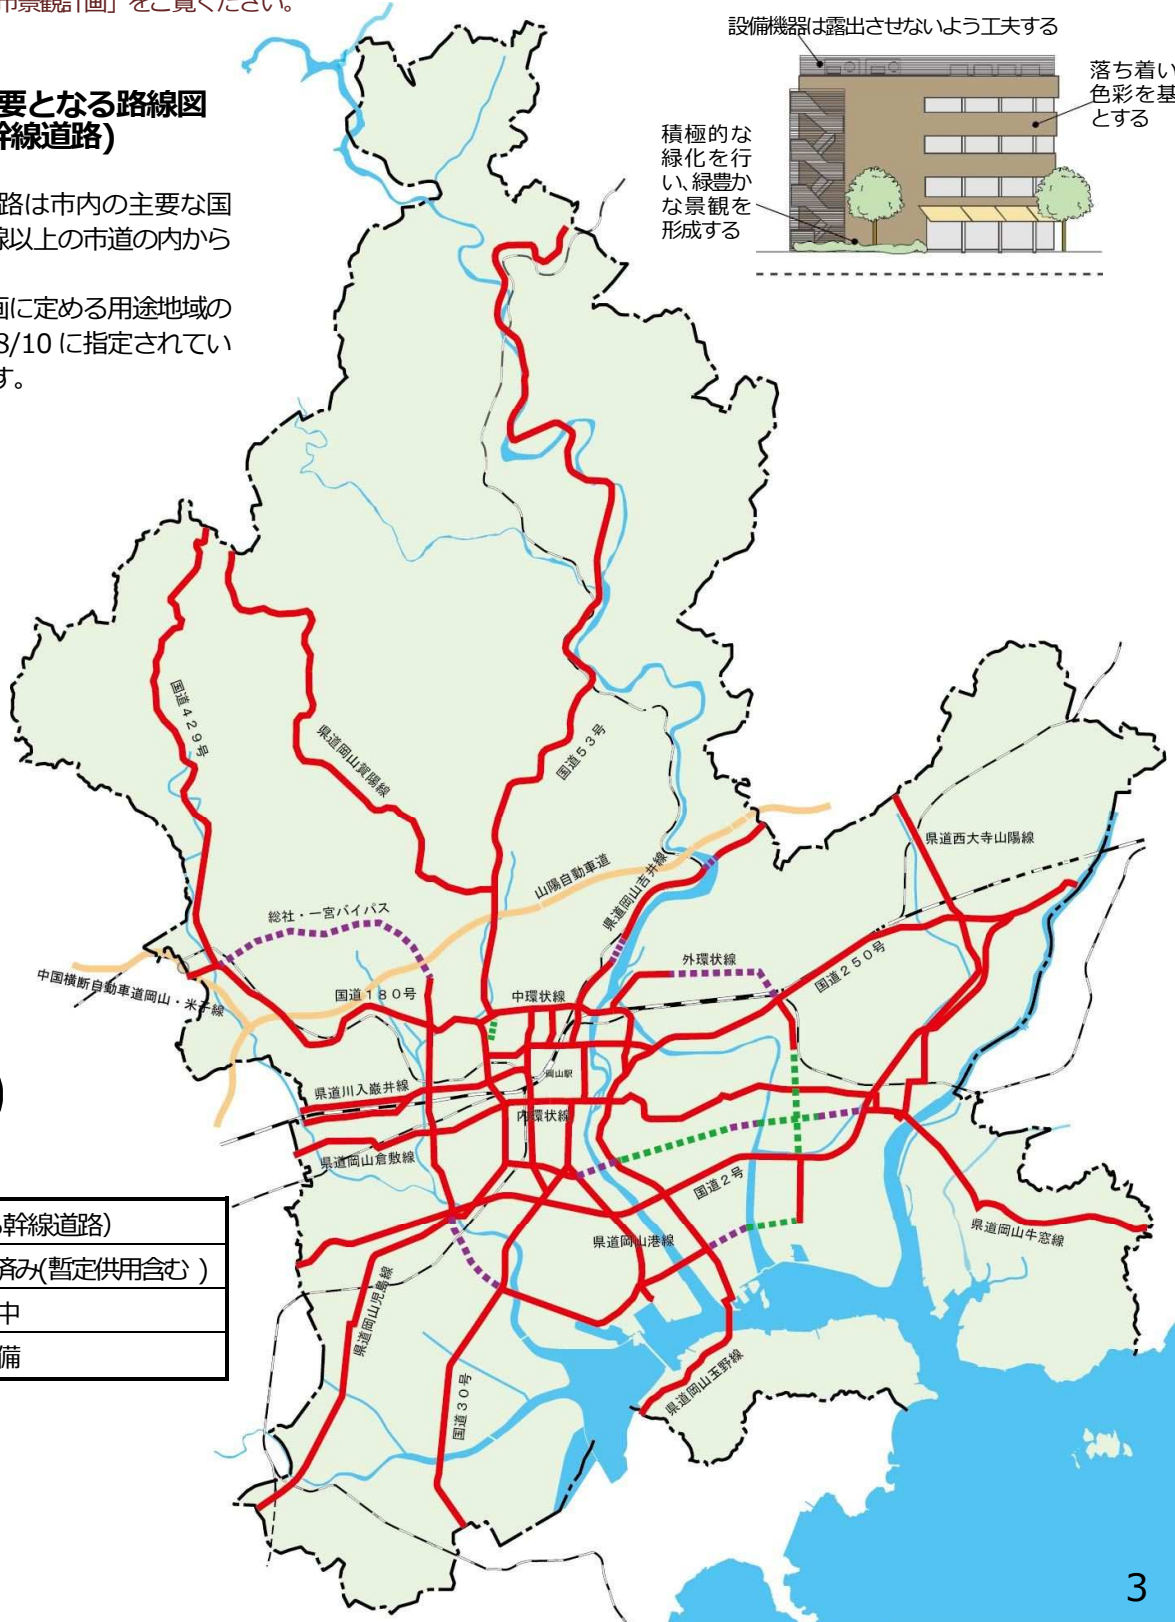 市景観計画」をご覧ください。
要となる路線図
幹線道路)
路は市内の主要な国
線以上の市道の内から
画に定める用途地域の
8/10 に指定されてい
す。
設備機器は露出させないよう工夫する
落ち着い
色彩を基
とする
積極的な
緑化を行
い、緑豊か
な景観を
形成する
国道429号
県道岡山賀陽線
国道53号
県道西大寺山陽線
山陽自動車道
県道岡山吉井線
総社・一宮バイパス
外環状線
国道250号
中国横断自動車道岡山・米子線
国道180号
中環状線
岡山駅
県道川入巌井線
内環状線
県道岡山倉敷線
国道2号
県道岡山牛窓線
県道岡山港線
県道岡山児島線
県道岡山玉野線
国道30号
幹線道路)
済み(暫定供用含む )
中
備
3